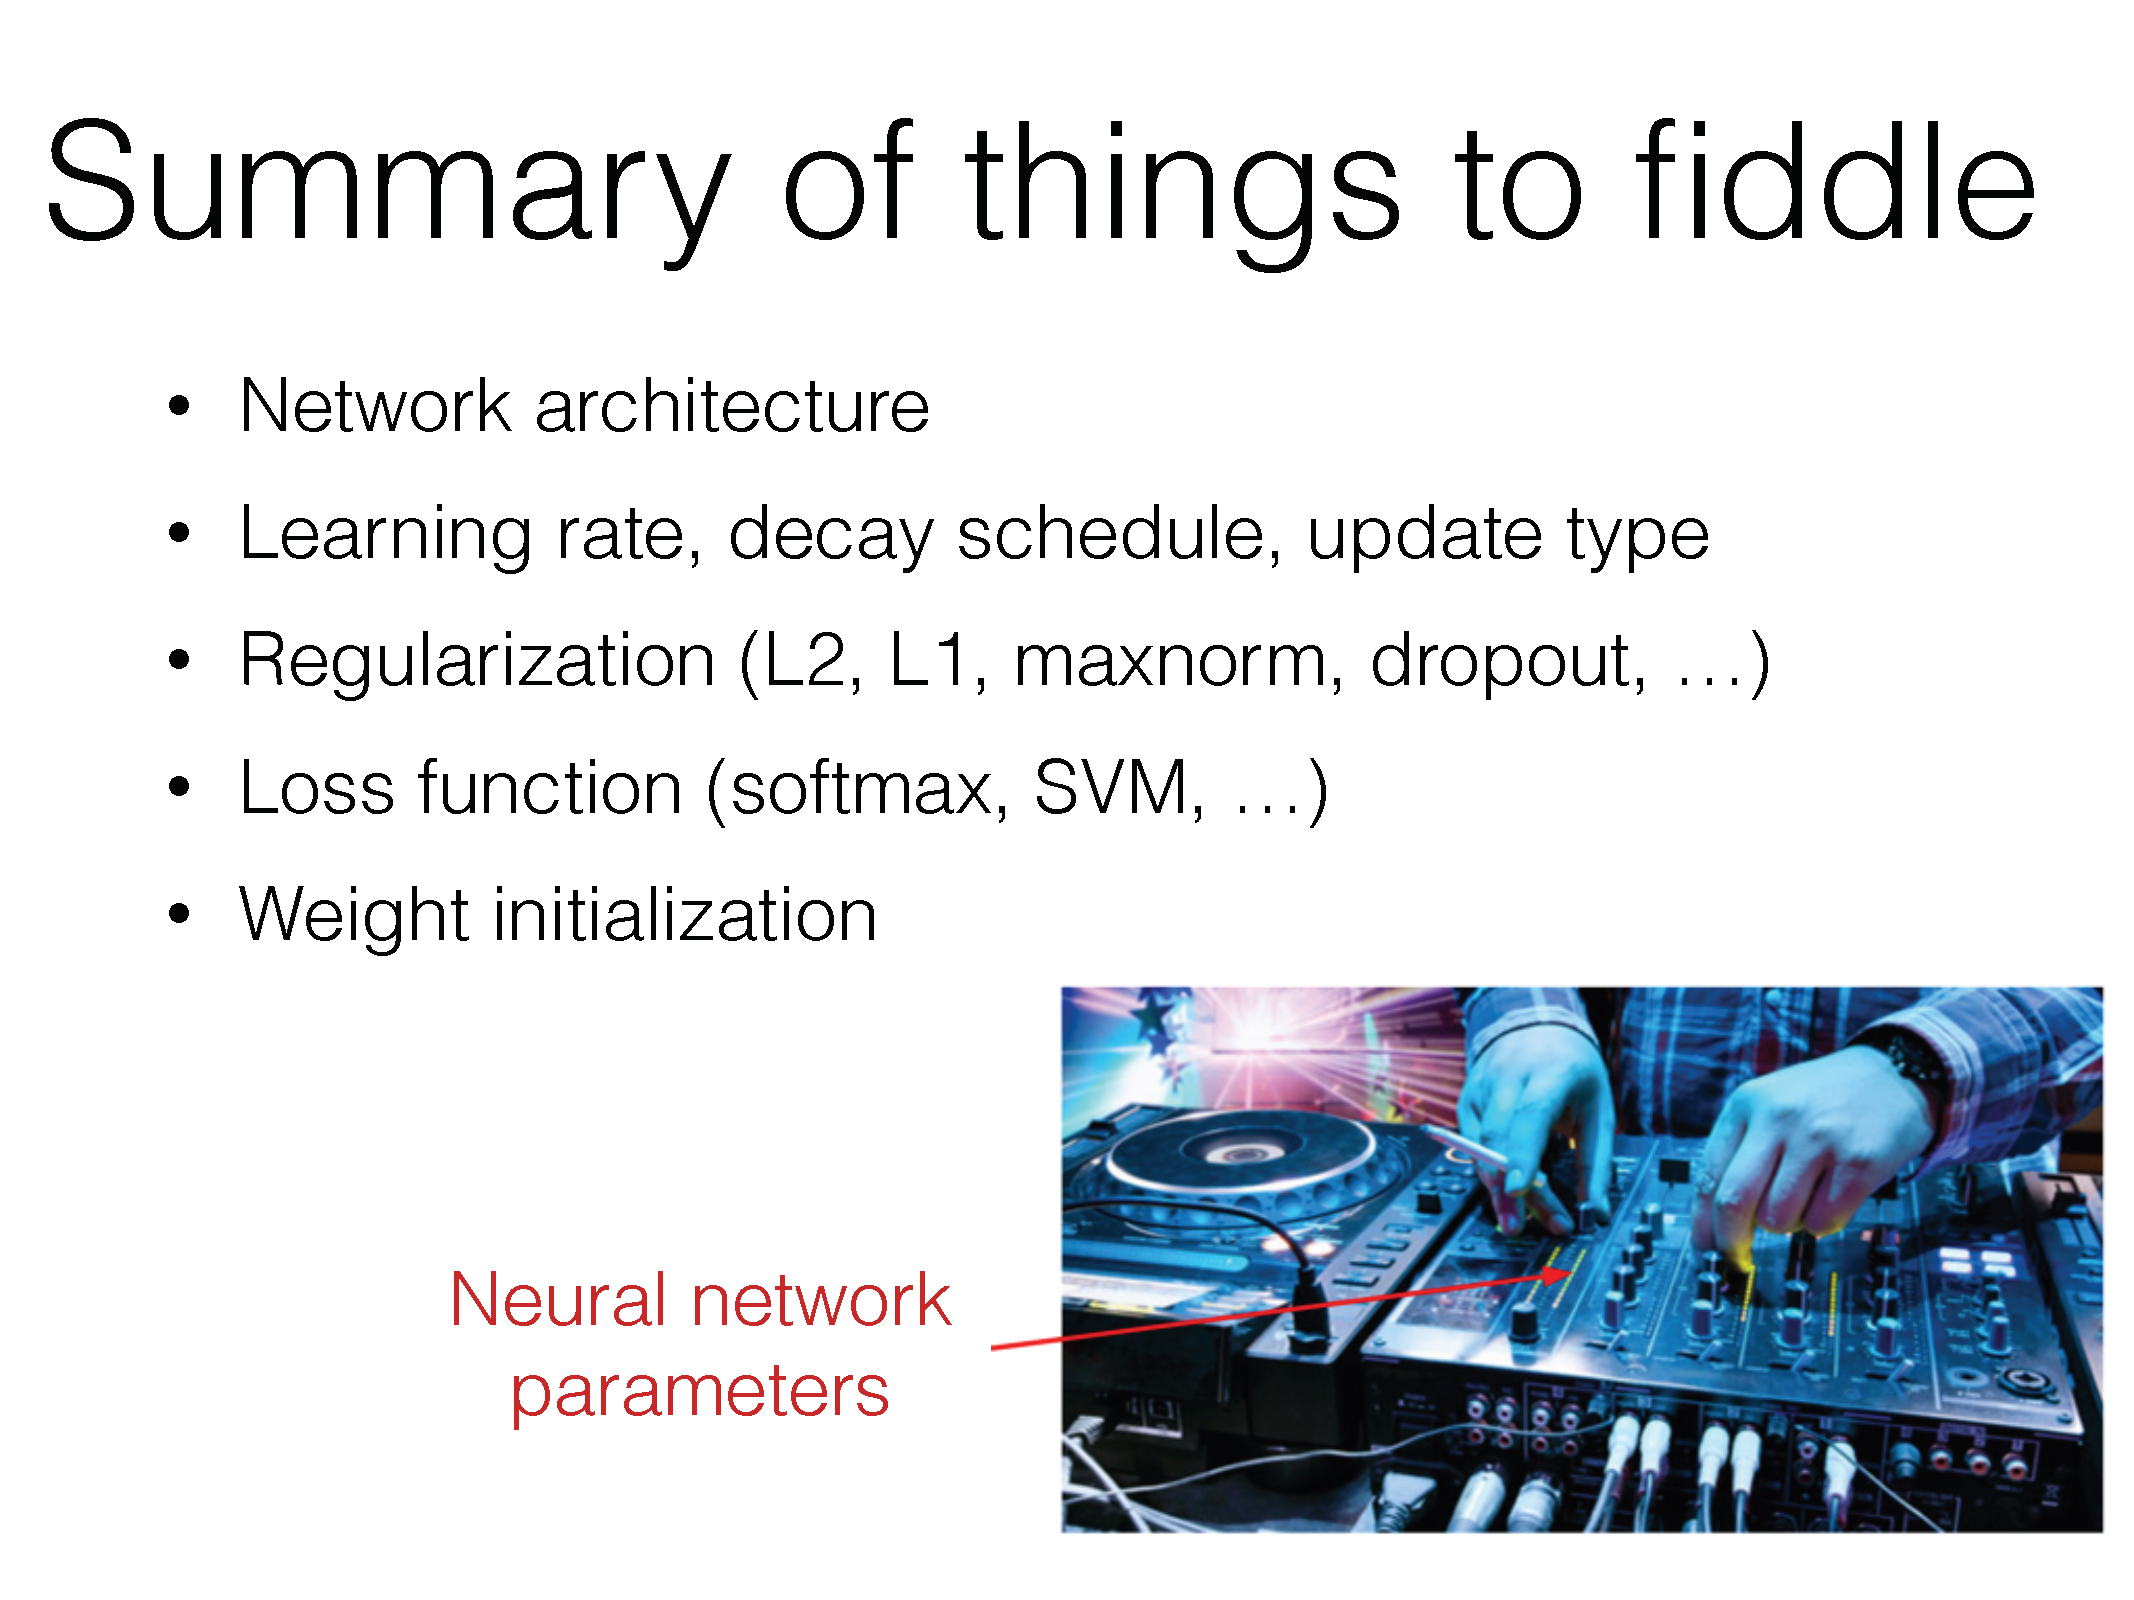 Summary of things to fiddle
• Network architecture
• Learning rate, decay schedule, update type
• Regularization (L2, L1, maxnorm, dropout, …)
• Loss function (softmax, SVM, …)
• Weight initialization
Neural network
parameters